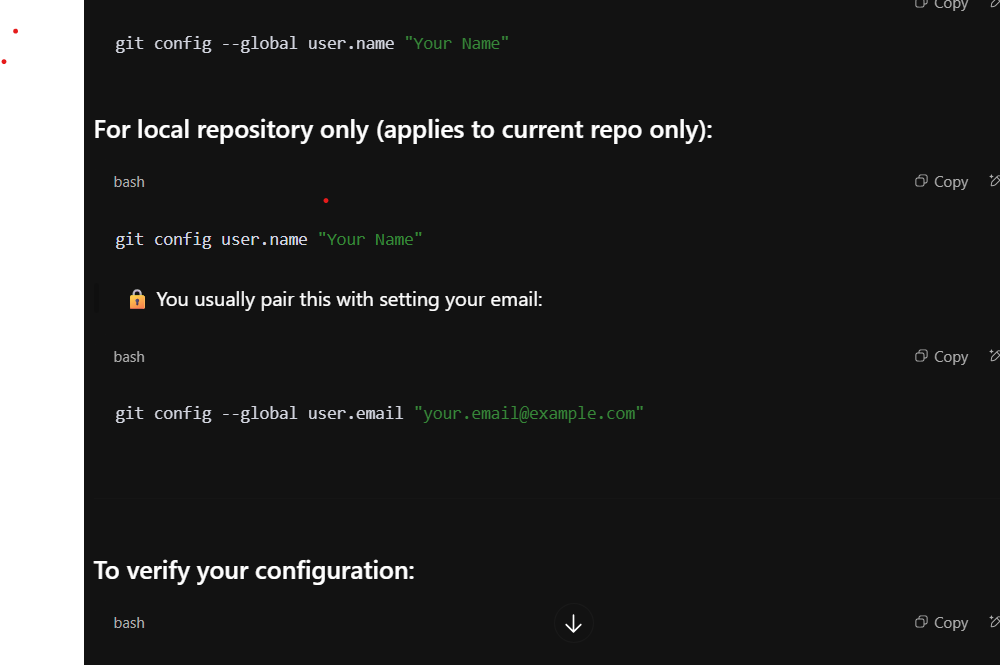 Copy
git config --global user.name "Your Name"
For local repository only (applies to current repo only):
bash
Copy
git config user.name "Your Name"
🔒 You usually pair this with setting your email:
bash
Copy
git config --global user.email "your.email@example.com"
To verify your configuration:
bash
Copy